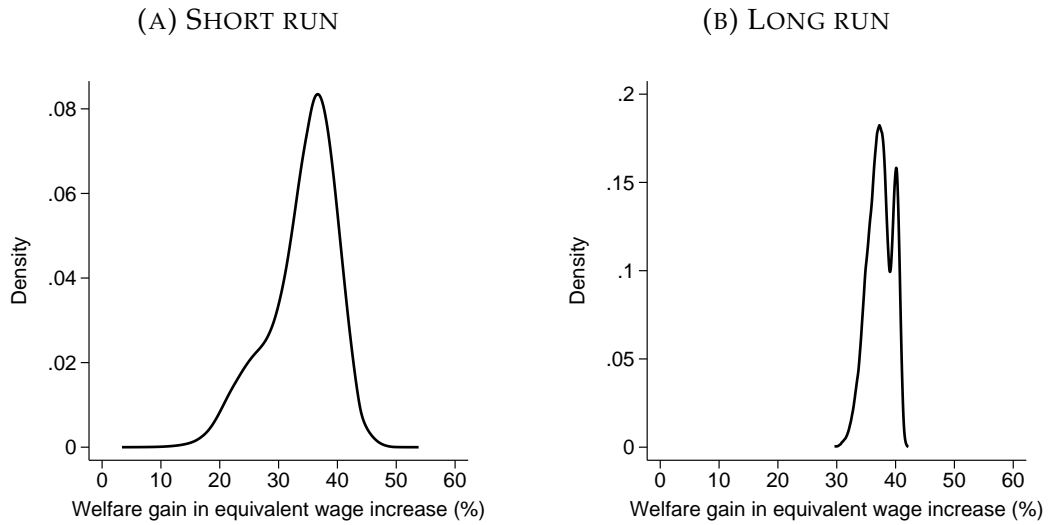 (A) SHORT RUN
.08
.06
.04
.02
0
Density
0 10 20 30 40 50 60
Welfare gain in equivalent wage increase (%)
(B) LONG RUN
.2
.15
.1
.05
0
Density
0 10 20 30 40 50 60
Welfare gain in equivalent wage increase (%)